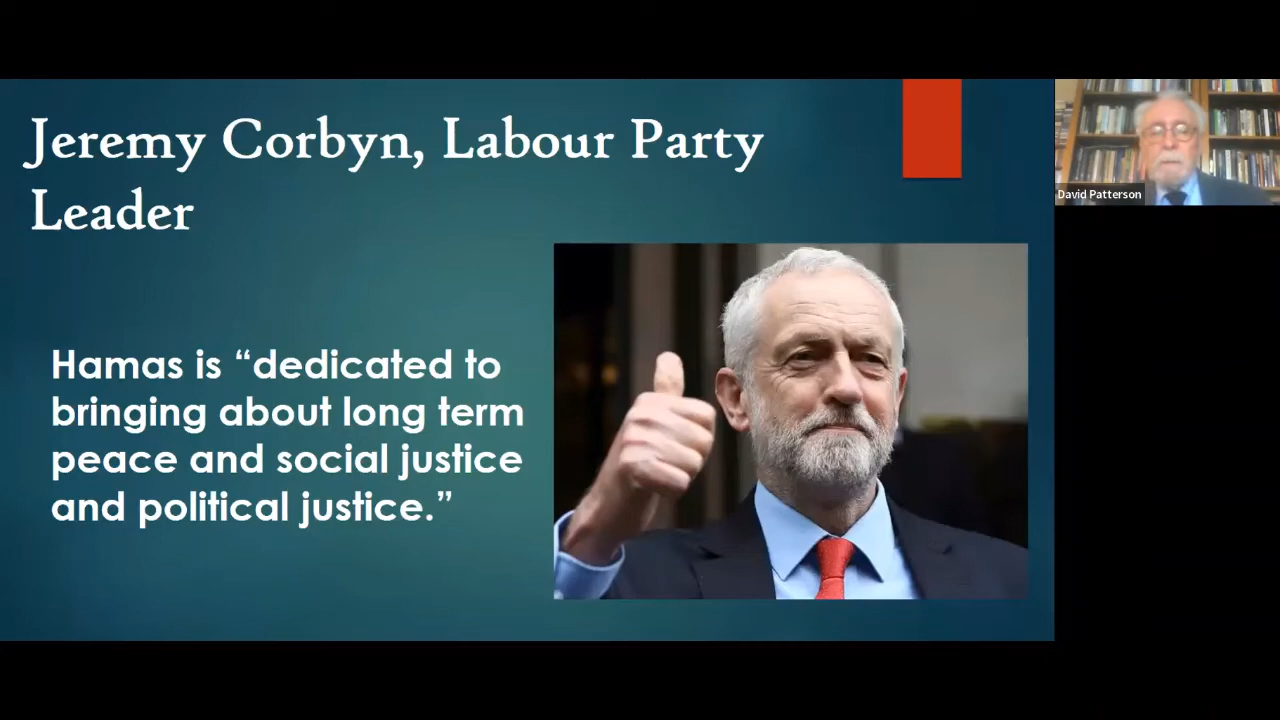 Jeremy Corbyn, Labour Party
Leader
Hamas is “dedicated to
bringing about long term
peace and social justice
and political justice.”
David Patterson